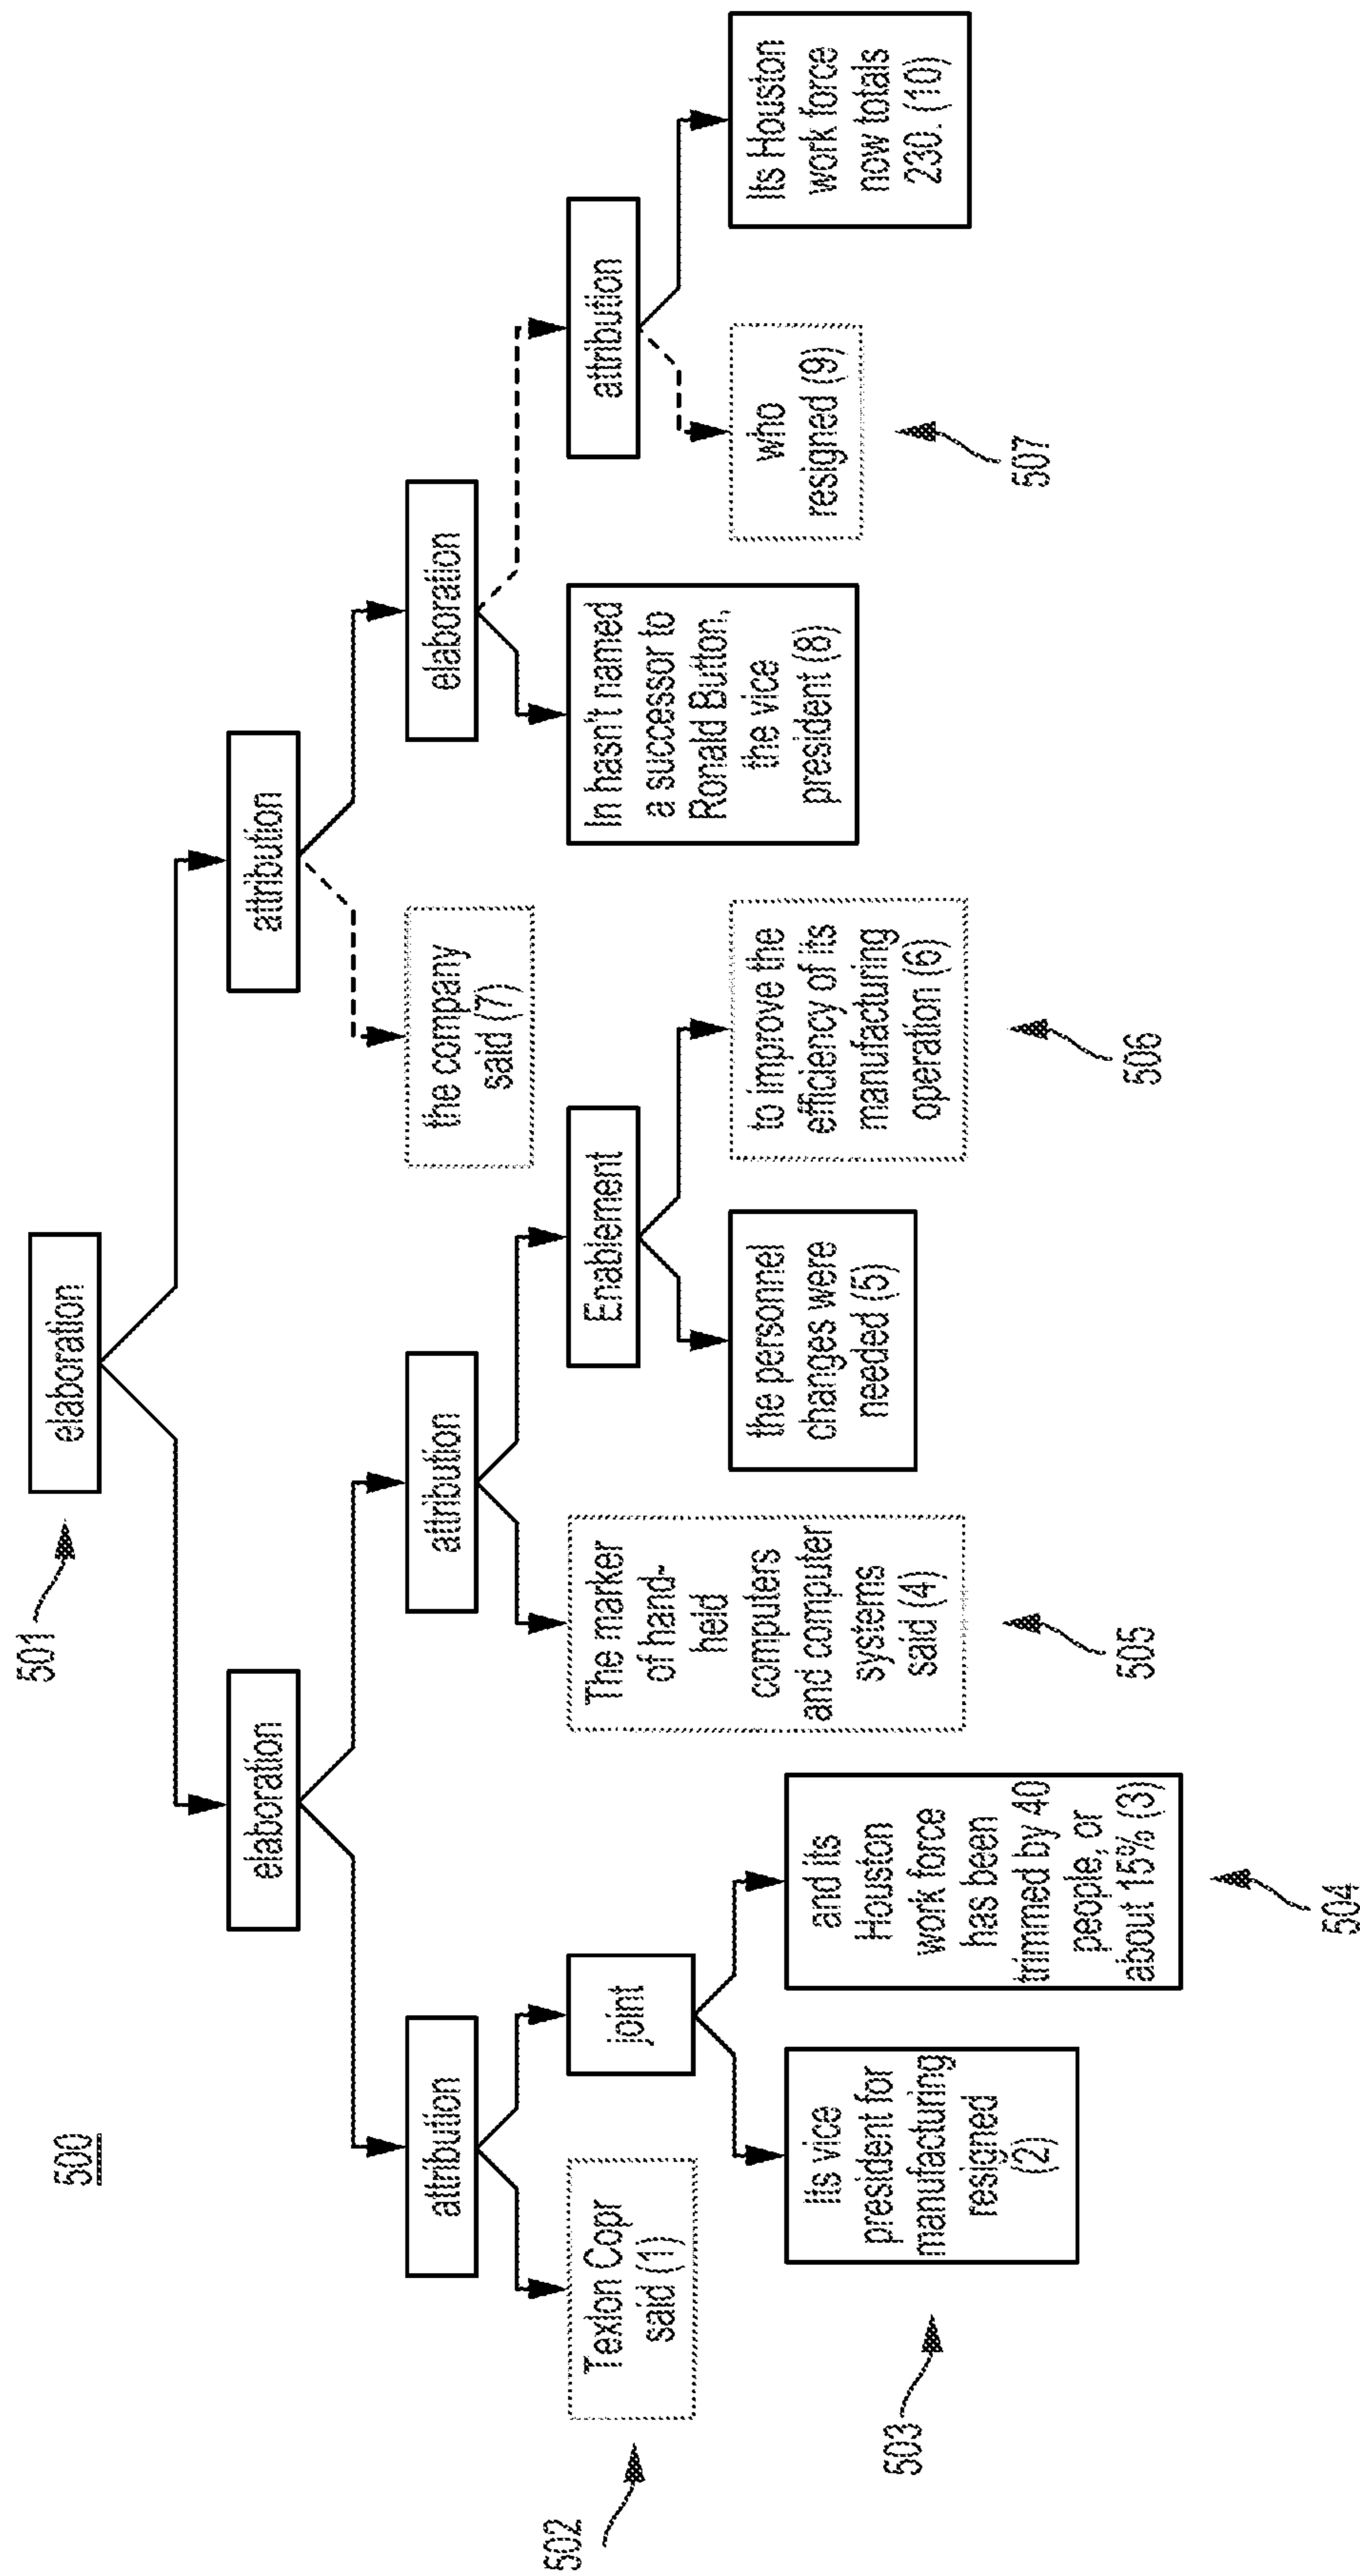 500
501
elaboration
elaboration
attribution
attribution
attribution
the company
said (7)
elaboration
502
Texlon Copr
said (1)
joint
The marker
of hand-
held
computers
and computer
systems
said (4)
505
Enablement
In hasn't named
a successor to
Ronald Button,
the vice
president (8)
attribution
503
Its vice
president for
manufacturing
resigned
(2)
and its
Houston
work force
has been
trimmed by 40
people, or
about 15% (3)
504
the personnel
changes were
needed (5)
to improve the
efficiency of its
manufacturing
operation (6)
506
who
resigned (9)
507
Its Houston
work force
now totals
230. (10)